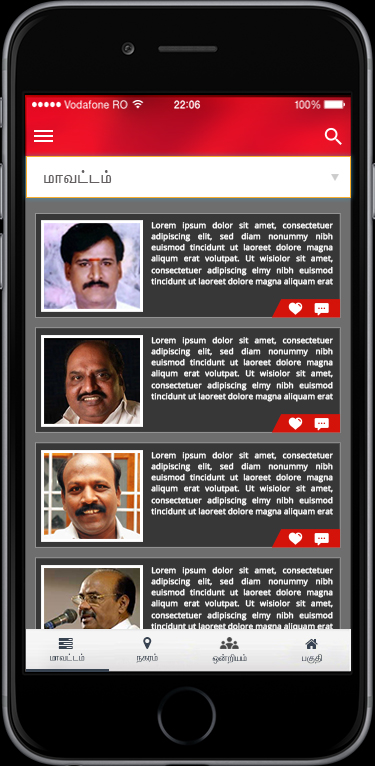 Vodafone RO 22:06 100%
மாவட்டம்
Lorem ipsum dolor sit amet, consectetuer
adipiscing elit, sed diam nonummy nibh
euismod tincidunt ut laoreet dolore magna
aliqum erat volutpat. Ut wisiolor sit amet,
consectetuer adipiscing elmy nibh euismod
tincidunt ut laoreet dolore magna aliquam erat
Lorem ipsum dolor sit amet, consectetuer
adipiscing elit, sed diam nonummy nibh
euismod tincidunt ut laoreet dolore magna
aliqum erat volutpat. Ut wisiolor sit amet,
consectetuer adipiscing elmy nibh euismod
tincidunt ut laoreet dolore magna aliquam erat
Lorem ipsum dolor sit amet, consectetuer
adipiscing elit, sed diam nonummy nibh
euismod tincidunt ut laoreet dolore magna
aliqum erat volutpat. Ut wisiolor sit amet,
consectetuer adipiscing elmy nibh euismod
tincidunt ut laoreet dolore magna aliquam erat
Lorem ipsum dolor sit amet, consectetuer
adipiscing elit, sed diam nonummy nibh
euismod tincidunt ut laoreet dolore magna
aliqum erat volutpat. Ut wisiolor sit amet,
consectetuer adipiscing elmy nibh euismod
tincidunt ut laoreet dolore magna aliquam erat
மாவட்டம் நகரம் ஒன்றியம் பகுதி